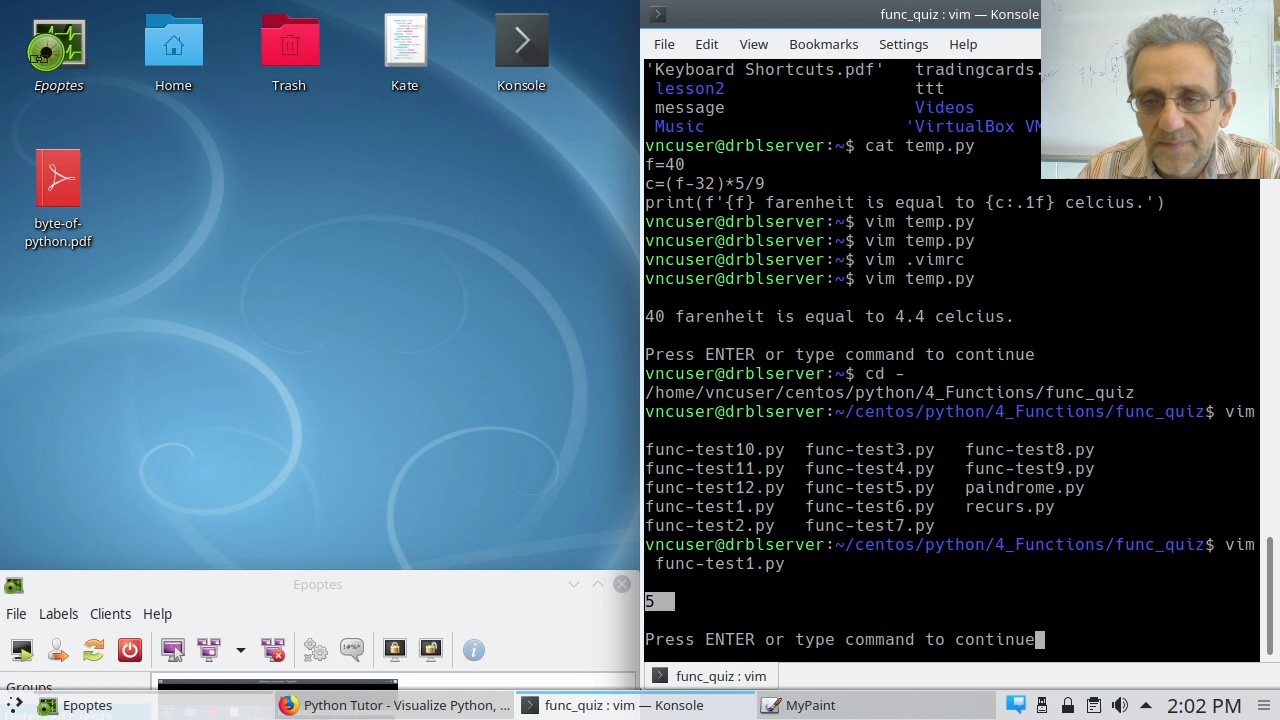 Epoptes
Home
Trash
Kate
Konsole
byte-of-
python.pdf
func_quiz : vim — Konsole
Edit
Bookmarks
Help
'Keyboard Shortcuts.pdf' tradingcards.
lesson2 ttt
message Videos
Music 'VirtualBox VM
vncuser@drblserver:~$ cat temp.py
f=40
c=(f-32)*5/9
print(f'{f} farenheit is equal to {c:.1f} celcius.')
vncuser@drblserver:~$ vim temp.py
vncuser@drblserver:~$ vim temp.py
vncuser@drblserver:~$ vim .vimrc
vncuser@drblserver:~$ vim temp.py
40 farenheit is equal to 4.4 celcius.
Press ENTER or type command to continue
vncuser@drblserver:~$ cd -
/home/vncuser/centos/python/4_Functions/func_quiz
vncuser@drblserver:~/centos/python/4_Functions/func_quiz$ vim
func-test10.py func-test3.py func-test8.py
func-test11.py func-test4.py func-test9.py
func-test12.py func-test5.py paindrome.py
func-test1.py func-test6.py recurs.py
func-test2.py func-test7.py
vncuser@drblserver:~/centos/python/4_Functions/func_quiz$ vim
func-test1.py
5
Press ENTER or type command to continue
func_quiz : vim
Epoptes
File Labels Clients Help
Groups
Epoptes
Python Tutor - Visualize Python, ...
func_quiz : vim — Konsole
MyPaint
2:02 PM